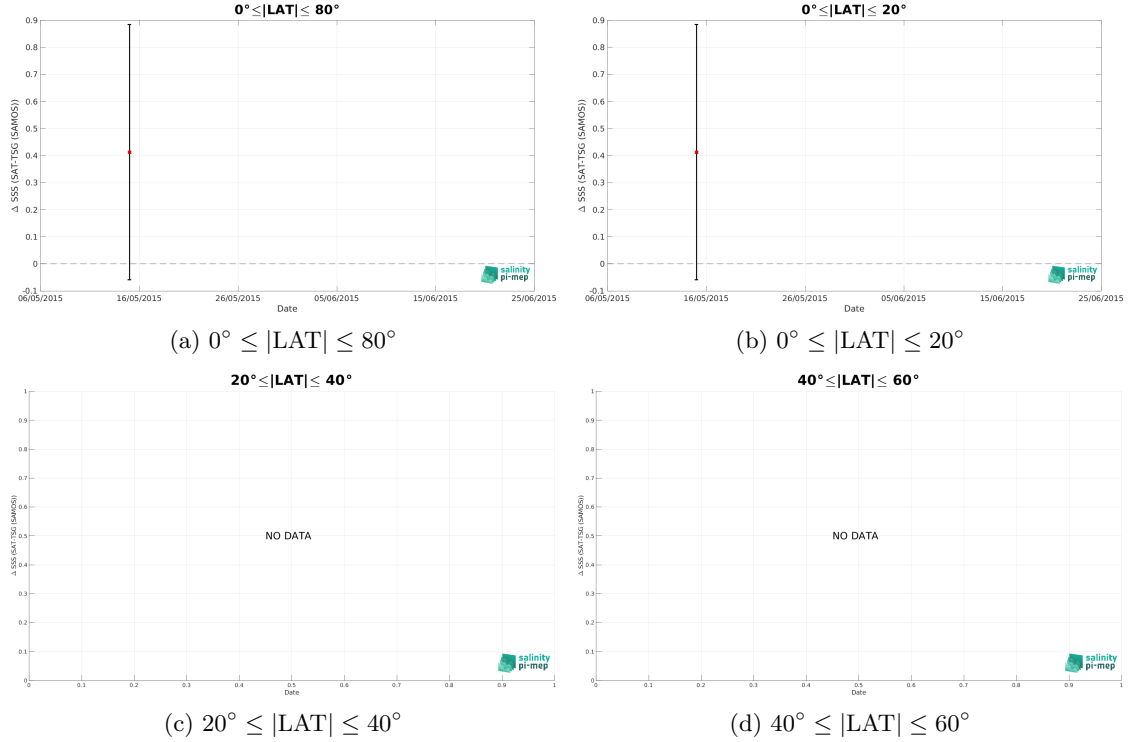 0°≤|LAT|≤ 80°
Δ SSS (SAT-TSG (SAMOS))
0.9
0.8
0.7
0.6
0.5
0.4
0.3
0.2
0.1
0
-0.1
06/05/2015 16/05/2015 26/05/2015 05/06/2015 15/06/2015 25/06/2015
Date
salinity
pi-mep
(a) 0° ≤ |LAT| ≤ 80°
0°≤|LAT|≤ 20°
Δ SSS (SAT-TSG (SAMOS))
0.9
0.8
0.7
0.6
0.5
0.4
0.3
0.2
0.1
0
-0.1
06/05/2015 16/05/2015 26/05/2015 05/06/2015 15/06/2015 25/06/2015
Date
salinity
pi-mep
(b) 0° ≤ |LAT| ≤ 20°
20°≤|LAT|≤ 40°
Δ SSS (SAT-TSG (SAMOS))
1
0.9
0.8
0.7
0.6
0.5
0.4
0.3
0.2
0.1
0
NO DATA
0 0.1 0.2 0.3 0.4 0.5 0.6 0.7 0.8 0.9 1
Date
salinity
pi-mep
(c) 20° ≤ |LAT| ≤ 40°
40°≤|LAT|≤ 60°
Δ SSS (SAT-TSG (SAMOS))
1
0.9
0.8
0.7
0.6
0.5
0.4
0.3
0.2
0.1
0
NO DATA
0 0.1 0.2 0.3 0.4 0.5 0.6 0.7 0.8 0.9 1
Date
salinity
pi-mep
(d) 40° ≤ |LAT| ≤ 60°